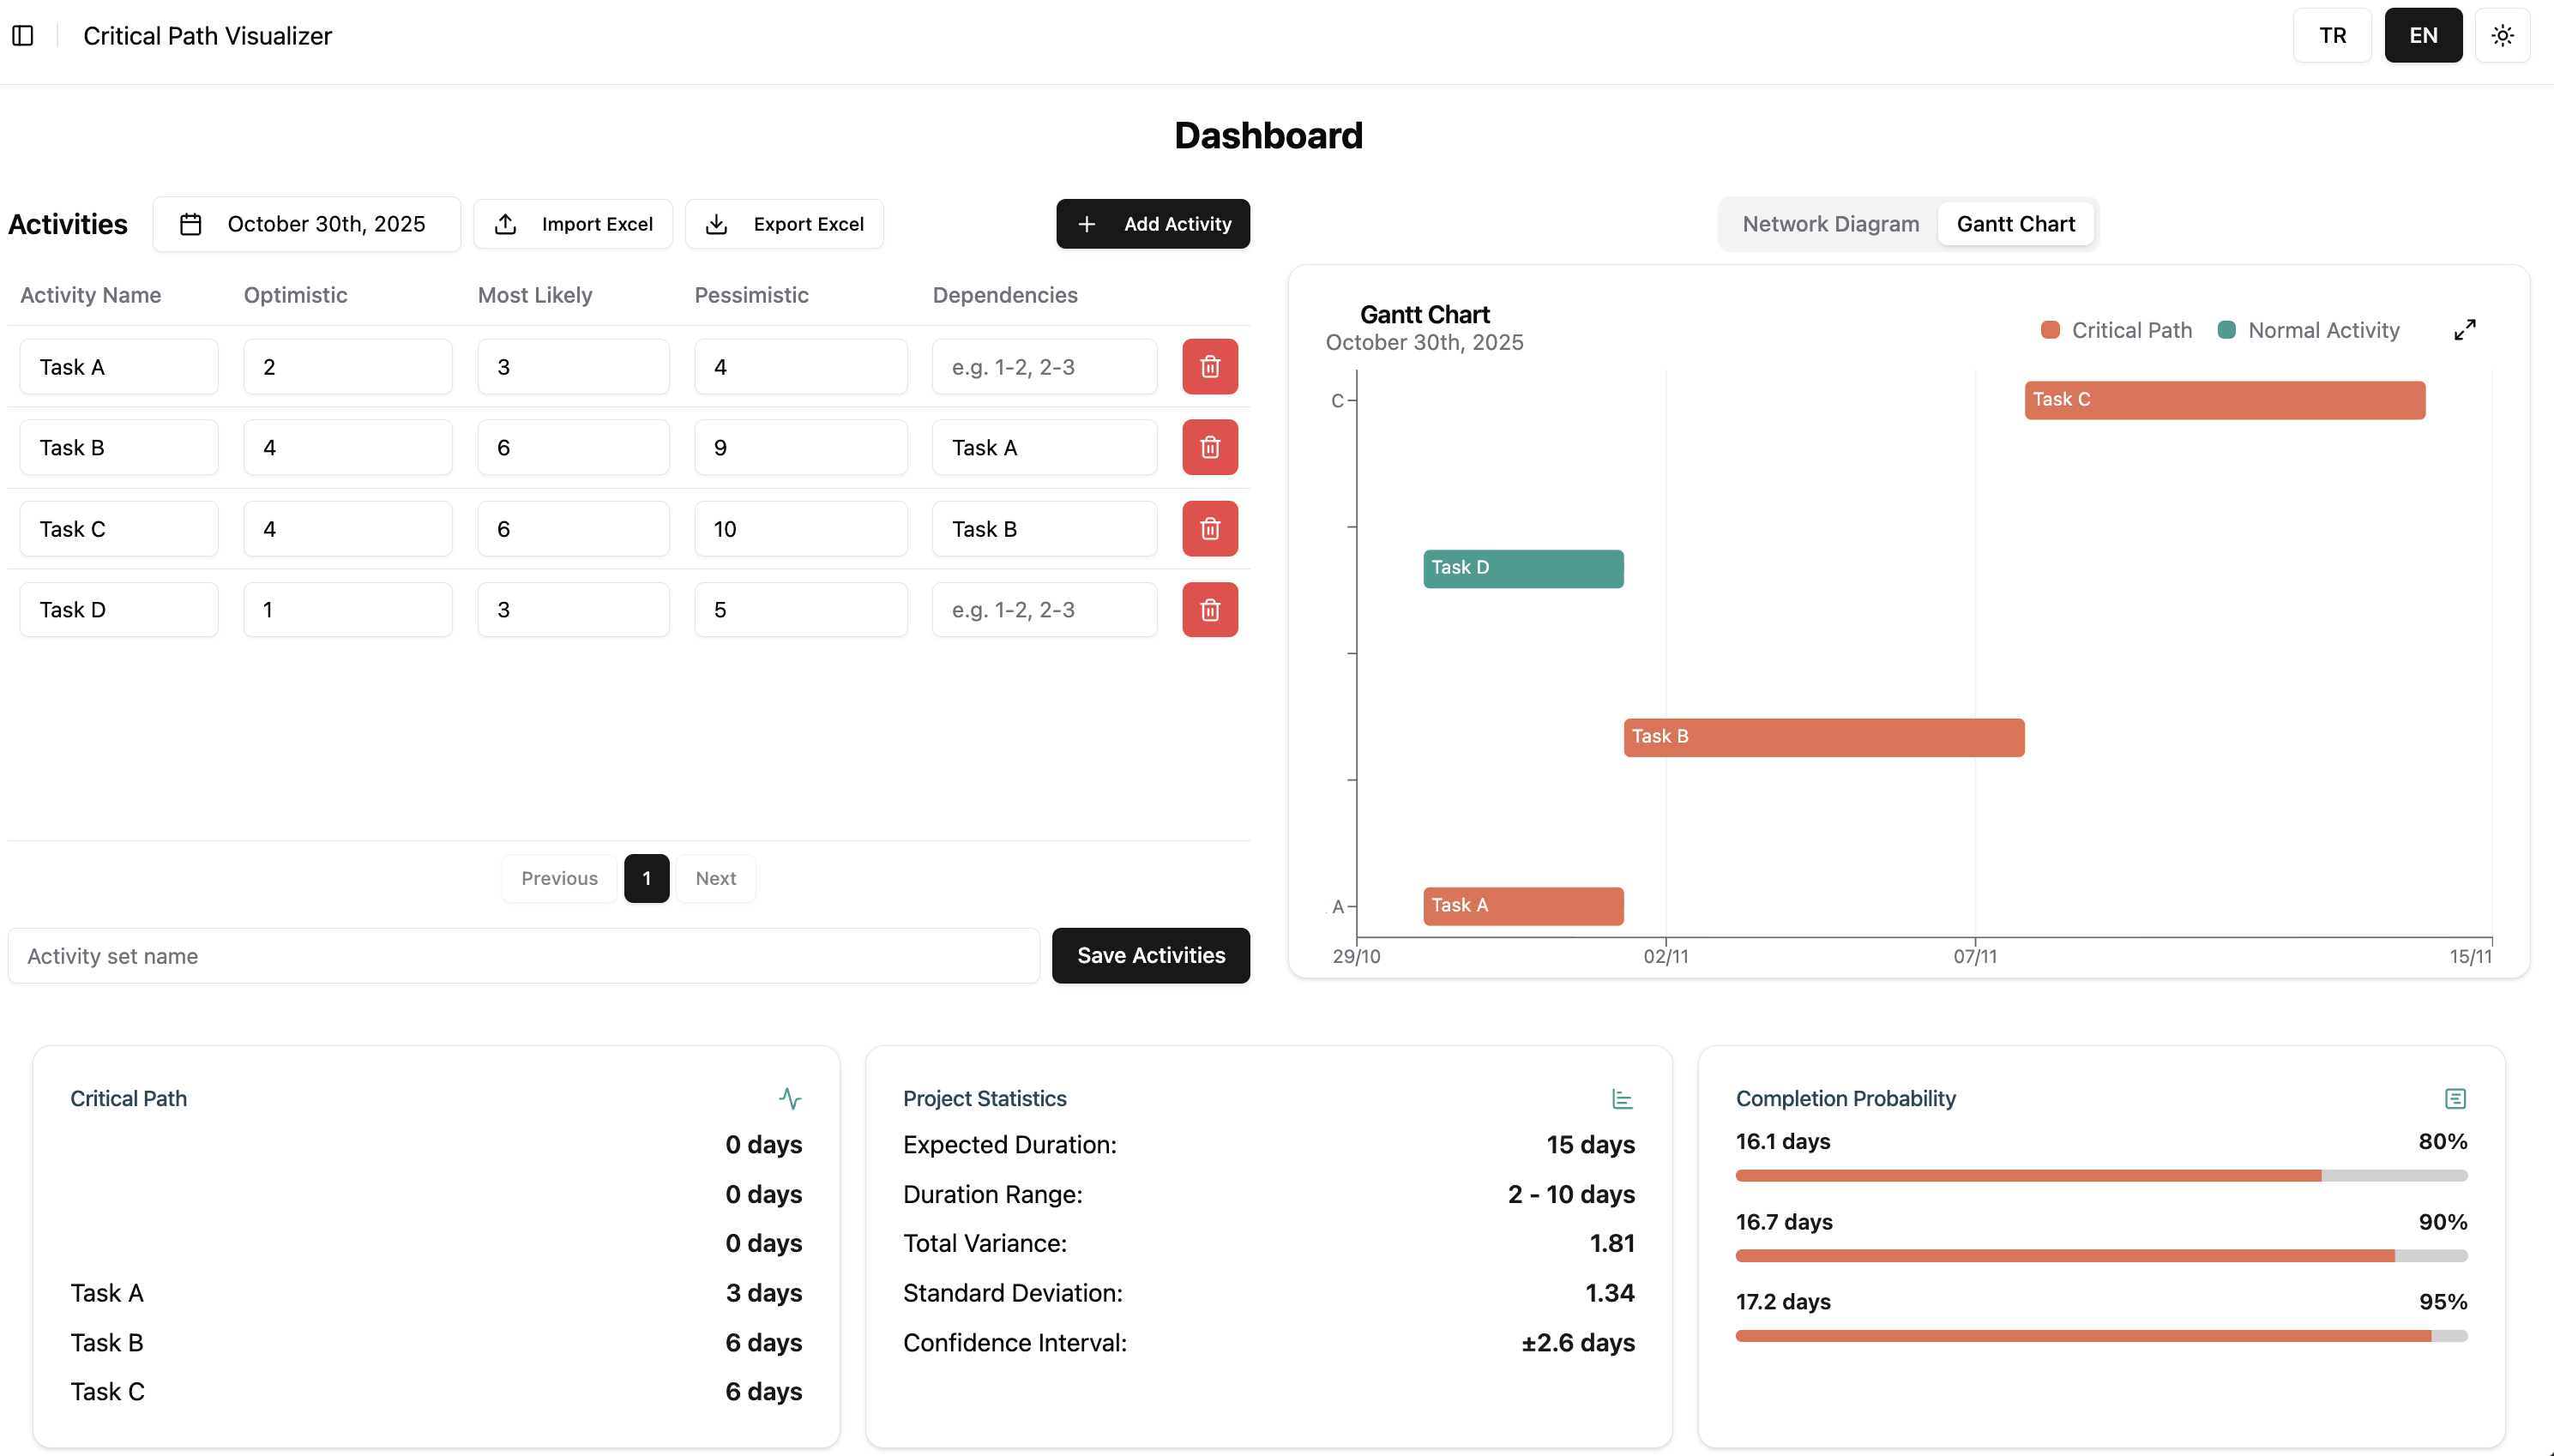 Critical Path Visualizer
TR
EN
Dashboard
Activities
October 30th, 2025
Import Excel
Export Excel
Add Activity
Activity Name Optimistic Most Likely Pessimistic Dependencies
Task A 2 3 4 e.g. 1-2, 2-3
Task B 4 6 9 Task A
Task C 4 6 10 Task B
Task D 1 3 5 e.g. 1-2, 2-3
Previous 1 Next
Activity set name
Save Activities
Network Diagram
Gantt Chart
Gantt Chart
October 30th, 2025
Critical Path
Normal Activity
C
Task C
Task D
Task B
A
Task A
29/10 02/11 07/11 15/11
Critical Path
0 days
0 days
0 days
Task A 3 days
Task B 6 days
Task C 6 days
Project Statistics
Expected Duration: 15 days
Duration Range: 2 - 10 days
Total Variance: 1.81
Standard Deviation: 1.34
Confidence Interval: ±2.6 days
Completion Probability
16.1 days 80%
16.7 days 90%
17.2 days 95%